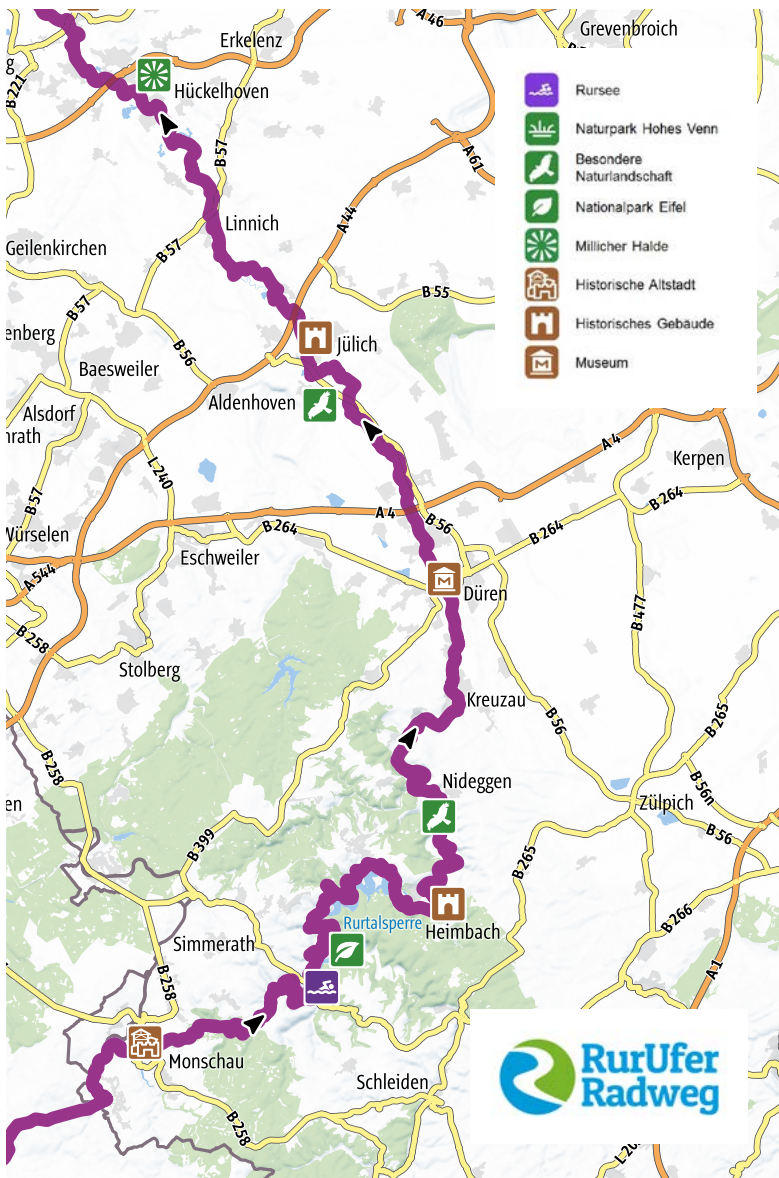 A 46
Grevenbroich
Erkelenz
B 221
Hückelhoven
B 57
A 61
Rursee
Naturpark Hohes Venn
Besondere
Naturlandschaft
Nationalpark Eifel
Millicher Halde
Historische Altstadt
Historisches Gebäude
Museum
Linnich
A 44
Geilenkirchen
B 57
B 55
B 57
enberg
Jülich
B 56
Baesweiler
Aldenhoven
Alsdorf
nrath
A 4
Kerpen
L 240
B 57
B 264
A 4
B 56
B 264
B 264
Würselen
Eschweiler
A 544
M
Düren
B 477
B 258
Stolberg
Kreuzau
B 56
B 265
B 258
Nideggen
B 56n
en
Zülpich
B 56
B 399
B 265
Rurtalsperre
Heimbach
B 266
Simmerath
A 1
B 258
Monschau
Schleiden
RurUfer
Radweg
B 258